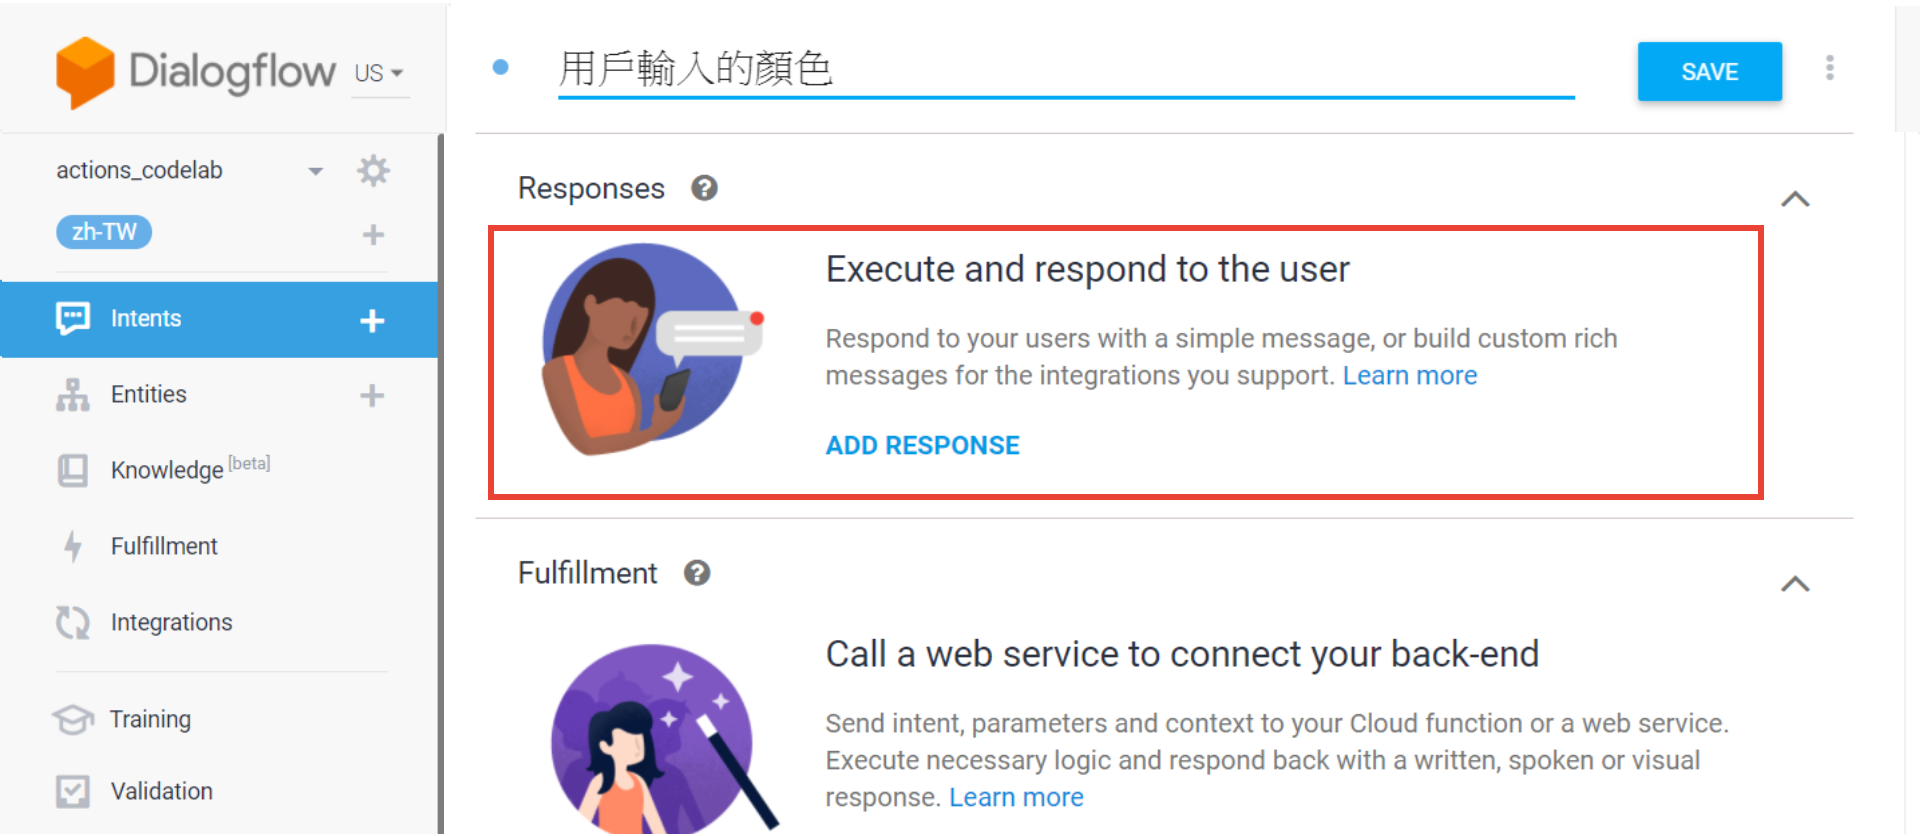 Dialogflow US
actions_codelab
zh-TW
Intents
Entities
Knowledge [beta]
Fulfillment
Integrations
Training
Validation
用戶輸入的顏色
SAVE
Responses
Execute and respond to the user
Respond to your users with a simple message, or build custom rich
messages for the integrations you support. Learn more
ADD RESPONSE
Fulfillment
Call a web service to connect your back-end
Send intent, parameters and context to your Cloud function or a web service.
Execute necessary logic and respond back with a written, spoken or visual
response. Learn more